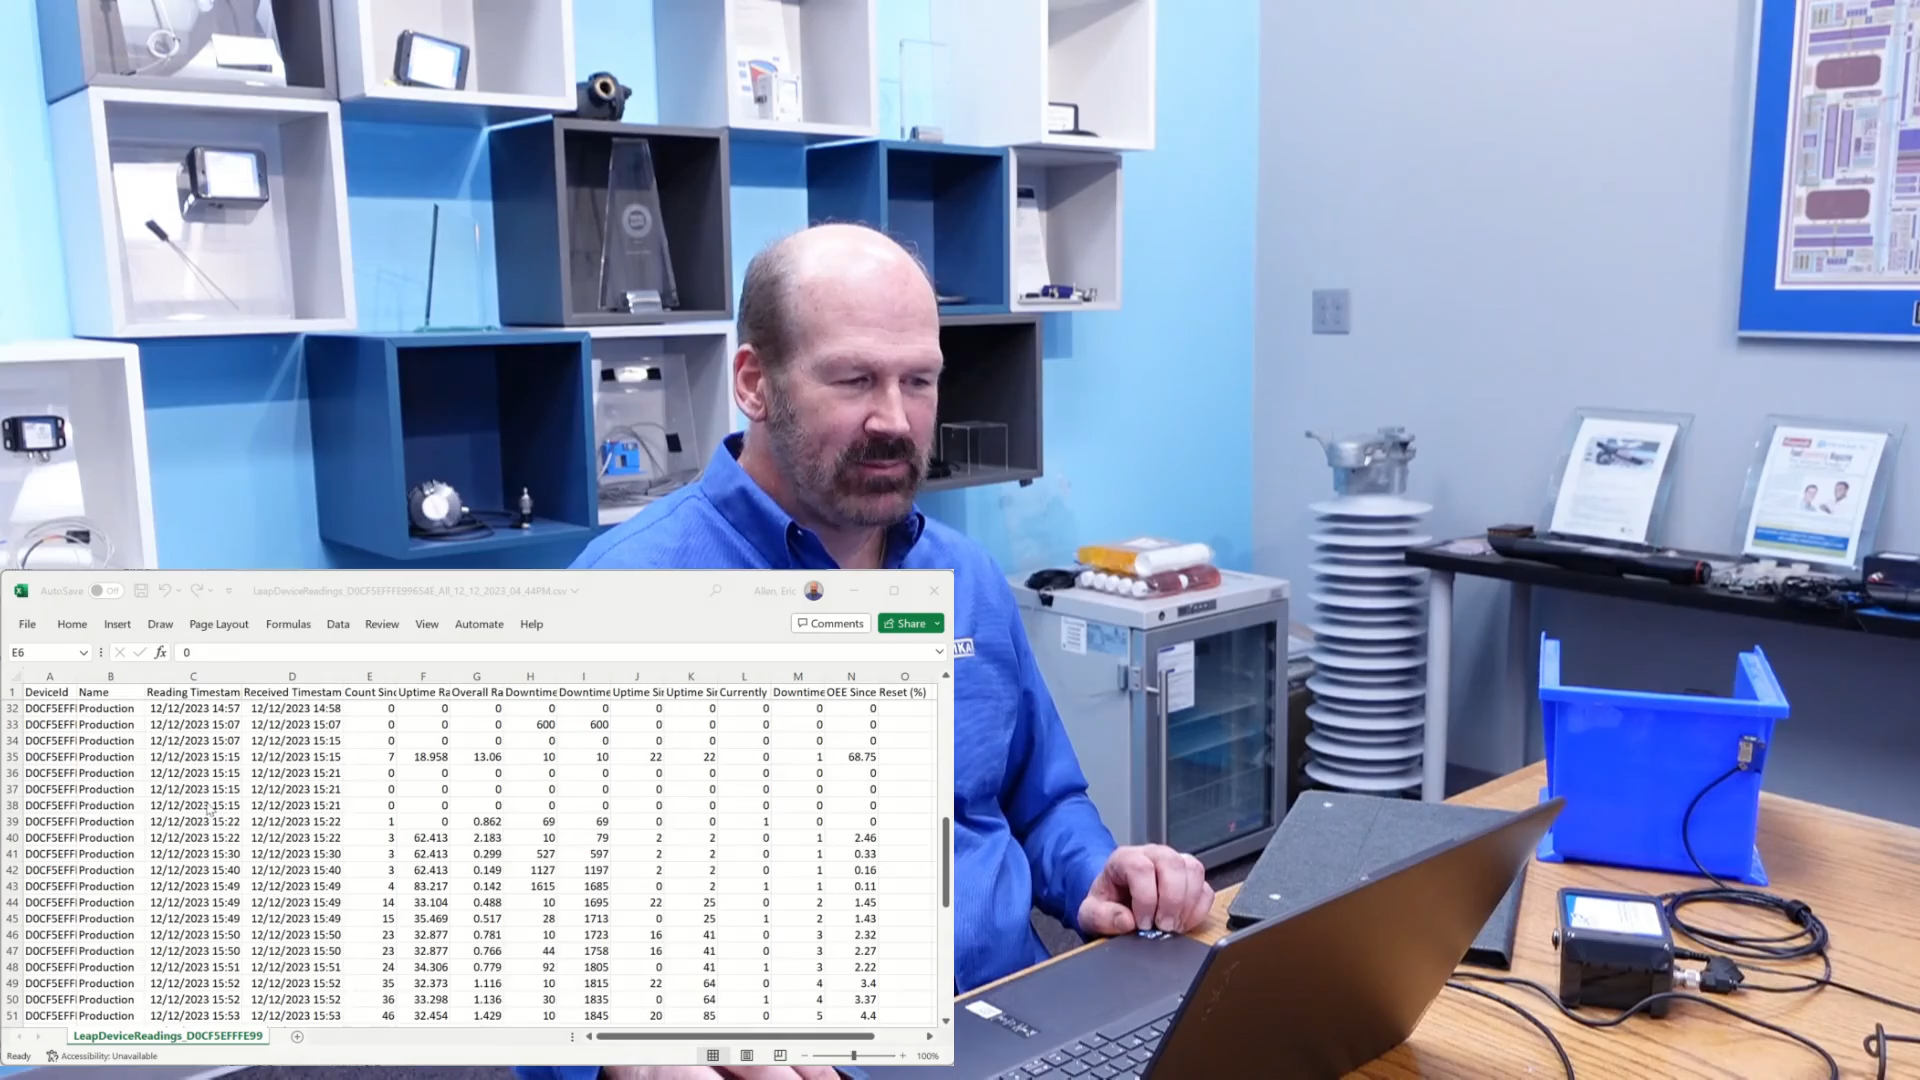 AutoSave Off LeapDeviceReadings_D0CF5EFFFE99654E_All_12_12_2023_04_44PM.csv Allen, Eric
File Home Insert Draw Page Layout Formulas Data Review View Automate Help Comments Share
E6 fx 0
A B C D E F G H I J K L M N O
1 DeviceId Name Reading Timestam Received Timestam Count Sinc Uptime Ra Overall Ra Downtime Downtime Uptime Si Uptime Sir Currently Downtime OEE Since Reset (%)
32 D0CF5EFFI Production 12/12/2023 14:57 12/12/2023 14:58 0 0 0 0 0 0 0 0 0 0
33 D0CF5EFFI Production 12/12/2023 15:07 12/12/2023 15:07 0 0 0 600 600 0 0 0 0 0
34 D0CF5EFFI Production 12/12/2023 15:07 12/12/2023 15:15 0 0 0 0 0 0 0 0 0 0
35 D0CF5EFFI Production 12/12/2023 15:15 12/12/2023 15:15 7 18.958 13.06 10 10 22 22 0 1 68.75
36 D0CF5EFFI Production 12/12/2023 15:15 12/12/2023 15:21 0 0 0 0 0 0 0 0 0 0
37 D0CF5EFFI Production 12/12/2023 15:15 12/12/2023 15:21 0 0 0 0 0 0 0 0 0 0
38 D0CF5EFFI Production 12/12/2023 15:15 12/12/2023 15:21 0 0 0 0 0 0 0 0 0 0
39 D0CF5EFFI Production 12/12/2023 15:22 12/12/2023 15:22 1 0 0.862 69 69 0 0 1 0 0
40 D0CF5EFFI Production 12/12/2023 15:22 12/12/2023 15:22 3 62.413 2.183 10 79 2 2 0 1 2.46
41 D0CF5EFFI Production 12/12/2023 15:30 12/12/2023 15:30 3 62.413 0.299 527 597 2 2 0 1 0.33
42 D0CF5EFFI Production 12/12/2023 15:40 12/12/2023 15:40 3 62.413 0.149 1127 1197 2 2 0 1 0.16
43 D0CF5EFFI Production 12/12/2023 15:49 12/12/2023 15:49 4 83.217 0.142 1615 1685 0 2 1 1 0.11
44 D0CF5EFFI Production 12/12/2023 15:49 12/12/2023 15:49 14 33.104 0.488 10 1695 22 25 0 2 1.45
45 D0CF5EFFI Production 12/12/2023 15:49 12/12/2023 15:49 15 35.469 0.517 28 1713 0 25 1 2 1.43
46 D0CF5EFFI Production 12/12/2023 15:50 12/12/2023 15:50 23 32.877 0.781 10 1723 16 41 0 3 2.32
47 D0CF5EFFI Production 12/12/2023 15:50 12/12/2023 15:50 23 32.877 0.766 44 1758 16 41 0 3 2.27
48 D0CF5EFFI Production 12/12/2023 15:51 12/12/2023 15:51 24 34.306 0.779 92 1805 0 41 1 3 2.22
49 D0CF5EFFI Production 12/12/2023 15:52 12/12/2023 15:52 35 32.373 1.116 10 1815 22 64 0 4 3.4
50 D0CF5EFFI Production 12/12/2023 15:52 12/12/2023 15:52 36 33.298 1.136 30 1835 0 64 1 4 3.37
51 D0CF5EFFI Production 12/12/2023 15:53 12/12/2023 15:53 46 32.454 1.429 10 1845 20 85 0 5 4.4
LeapDeviceReadings_D0CF5EFFFE99
Ready Accessibility: Unavailable 100%